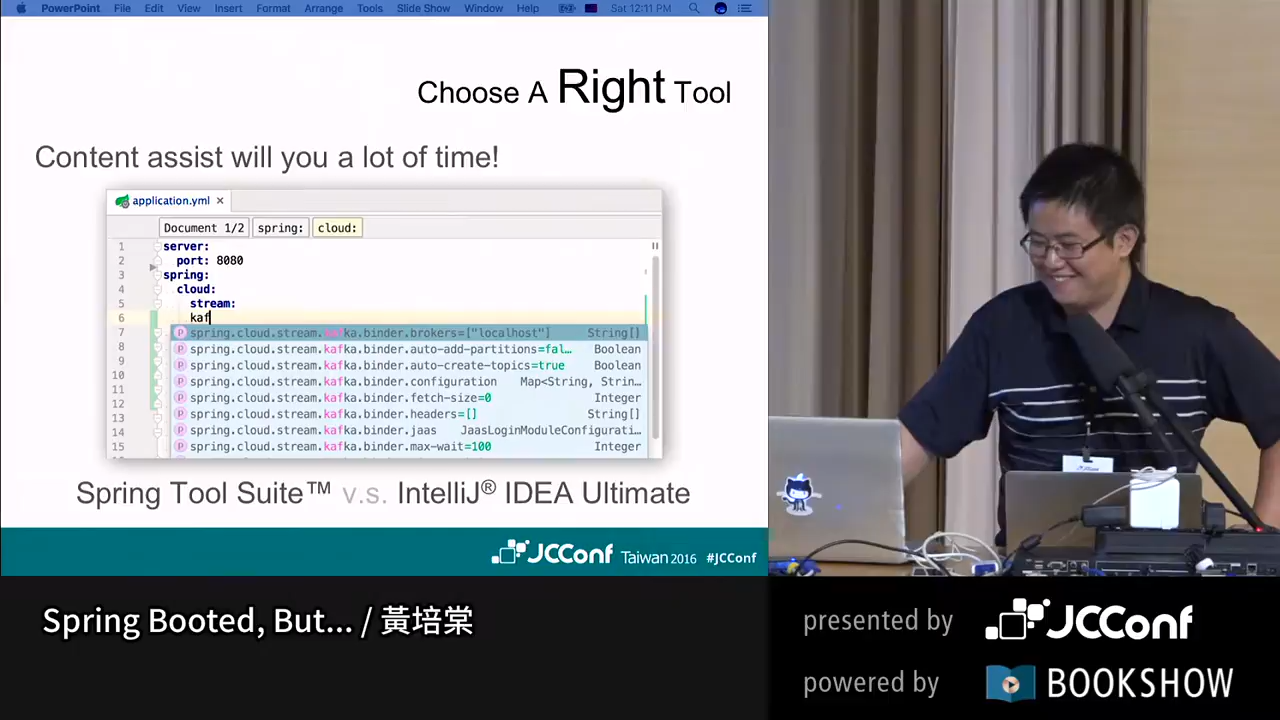 PowerPoint File Edit View Insert Format Arrange Tools Slide Show Window Help Sat 12:11 PM
Choose A Right Tool
Content assist will you a lot of time!
application.yml ×
Document 1/2 spring: cloud:
1 server:
2 port: 8080
3 spring:
4 cloud:
5 stream:
6 kaf
7 spring.cloud.stream.kafka.binder.brokers=["localhost"] String[]
8 spring.cloud.stream.kafka.binder.auto-add-partitions=fal… Boolean
9 spring.cloud.stream.kafka.binder.auto-create-topics=true Boolean
10 spring.cloud.stream.kafka.binder.configuration Map<String, Strin…
11 spring.cloud.stream.kafka.binder.fetch-size=0 Integer
12 spring.cloud.stream.kafka.binder.headers=[] String[]
13 spring.cloud.stream.kafka.binder.jaas JaasLoginModuleConfigurati…
14 spring.cloud.stream.kafka.binder.max-wait=100 Integer
15
Spring Tool Suite™ v.s. IntelliJ® IDEA Ultimate
JCConf Taiwan 2016 #JCConf
Spring Booted, But... / 黃培棠
presented by JCConf
powered by BOOKSHOW